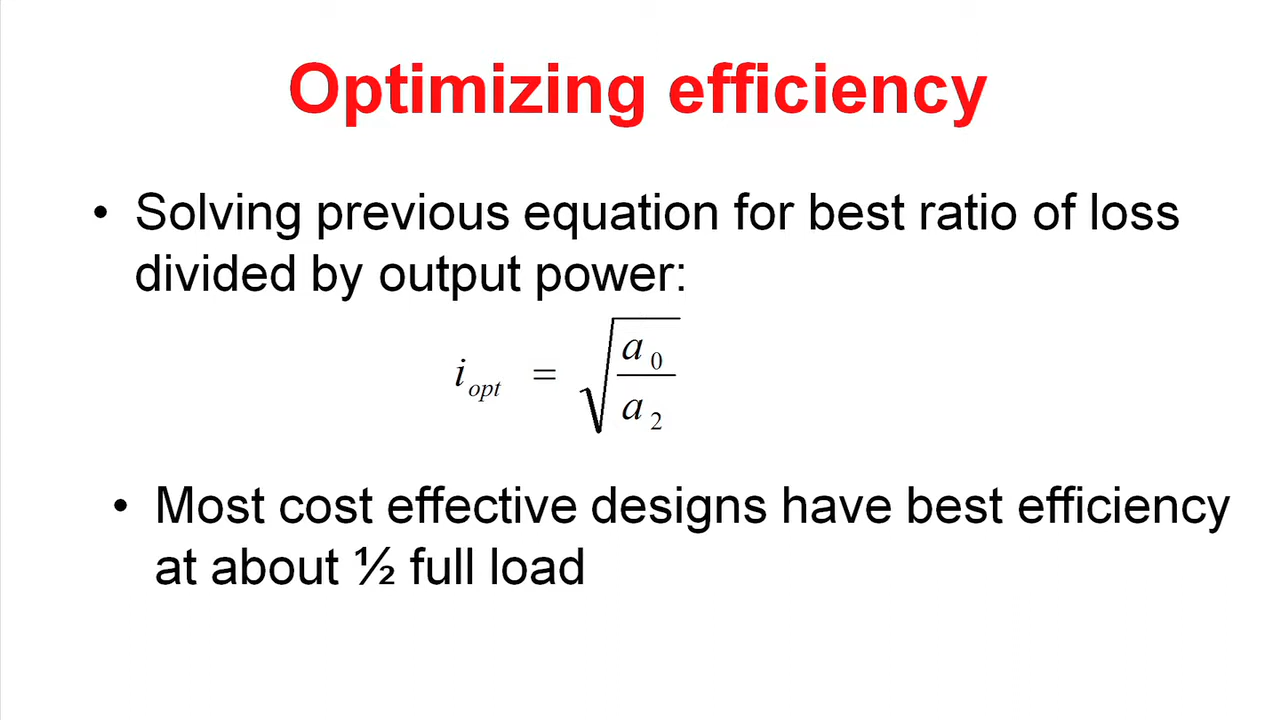 Optimizing efficiency
• Solving previous equation for best ratio of loss
divided by output power:
i_opt = √(a_0 / a_2)
• Most cost effective designs have best efficiency
at about ½ full load